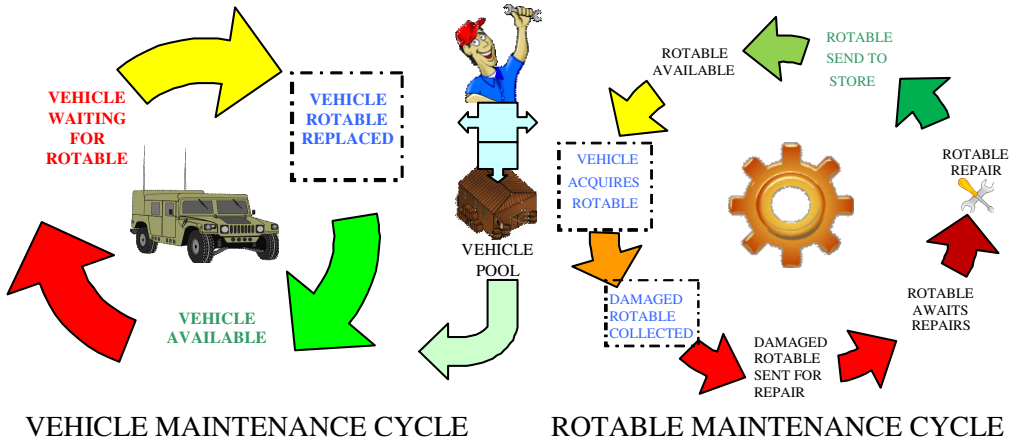 VEHICLE
WAITING
FOR
ROTABLE
VEHICLE
ROTABLE
REPLACED
VEHICLE
AVAILABLE
VEHICLE
POOL
ROTABLE
AVAILABLE
ROTABLE
SEND TO
STORE
VEHICLE
ACQUIRES
ROTABLE
ROTABLE
REPAIR
DAMAGED
ROTABLE
COLLECTED
ROTABLE
AWAITS
REPAIRS
DAMAGED
ROTABLE
SENT FOR
REPAIR
VEHICLE MAINTENANCE CYCLE
ROTABLE MAINTENANCE CYCLE